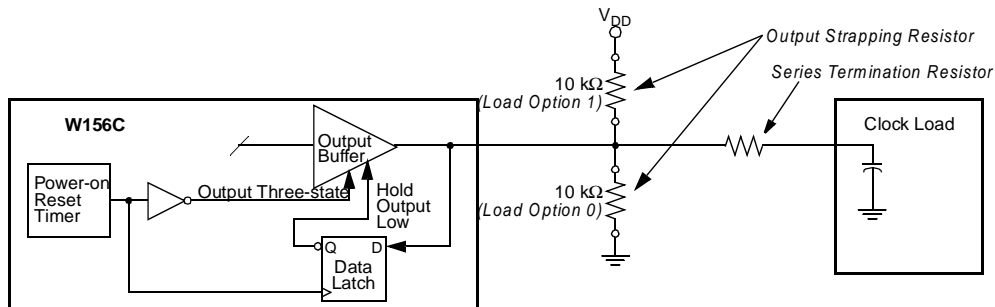 VDD
Output Strapping Resistor
Series Termination Resistor
10 kΩ
(Load Option 1)
W156C
Clock Load
Output
Buffer
Power-on
Reset
Timer
Output Three-state
Hold
Output
Low
10 kΩ
(Load Option 0)
Q D
Data
Latch